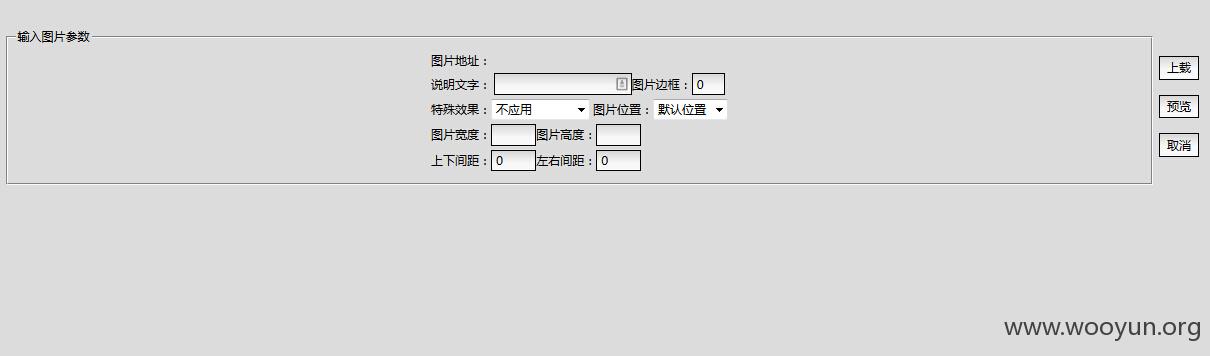 输入图片参数
图片地址：
上载
说明文字： 图片边框：0
特殊效果：不应用 图片位置：默认位置
预览
图片宽度： 图片高度：
取消
上下间距：0 左右间距：0
www.wooyun.org